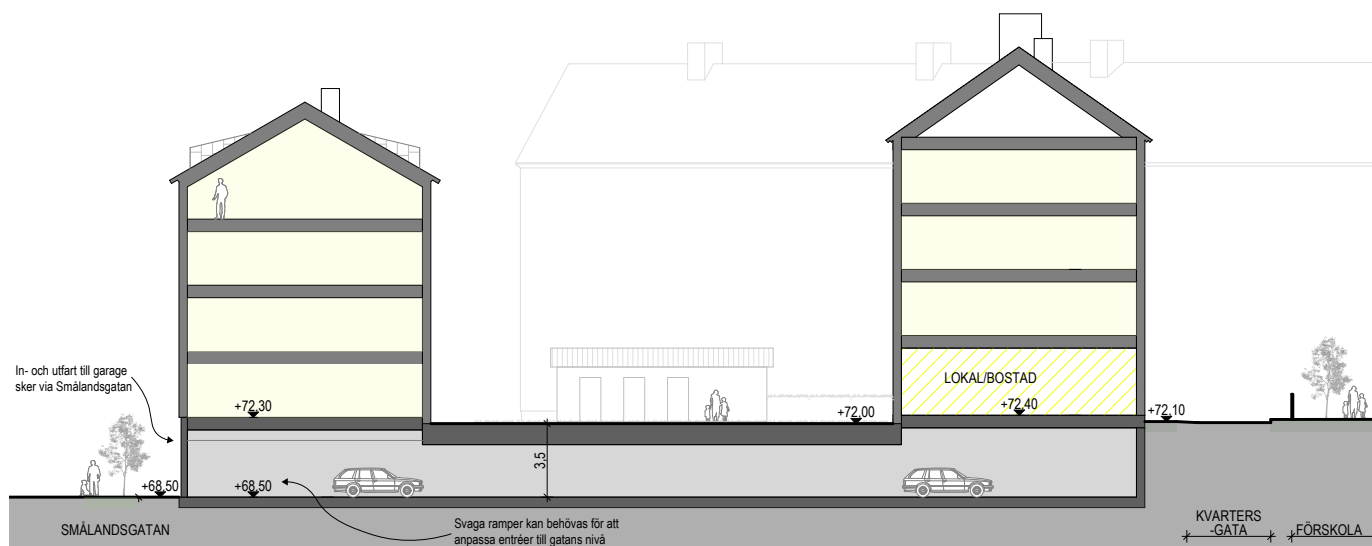 In- och utfart till garage
sker via Smålandsgatan
LOKAL/BOSTAD
+72,30
+72,00
+72,40
+72,10
3,5
+68,50
+68,50
SMÅLANDSGATAN
Svaga ramper kan behövas för att
anpassa entréer till gatans nivå
KVARTERS
-GATA
FÖRSKOLA